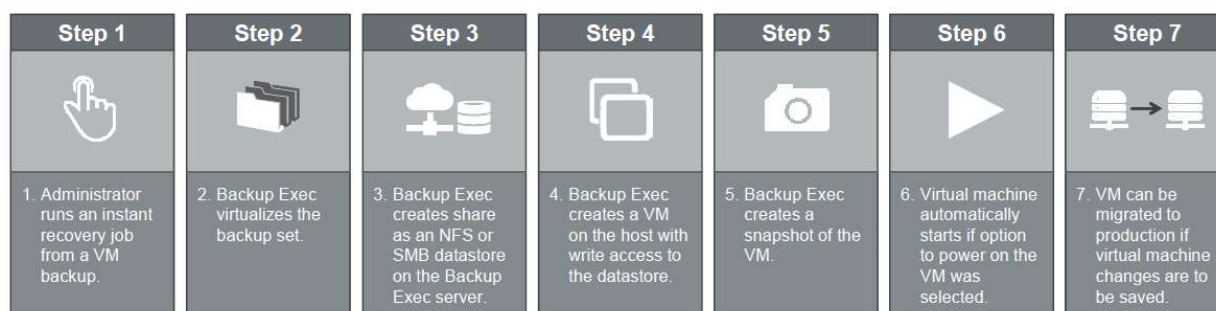 Step 1
1. Administrator
runs an instant
recovery job
from a VM
backup.
Step 2
2. Backup Exec
virtualizes the
backup set.
Step 3
3. Backup Exec
creates share
as an NFS or
SMB datastore
on the Backup
Exec server.
Step 4
4. Backup Exec
creates a VM
on the host with
write access to
the datastore.
Step 5
5. Backup Exec
creates a
snapshot of the
VM.
Step 6
6. Virtual machine
automatically
starts if option
to power on the
VM was
selected.
Step 7
7. VM can be
migrated to
production if
virtual machine
changes are to
be saved.